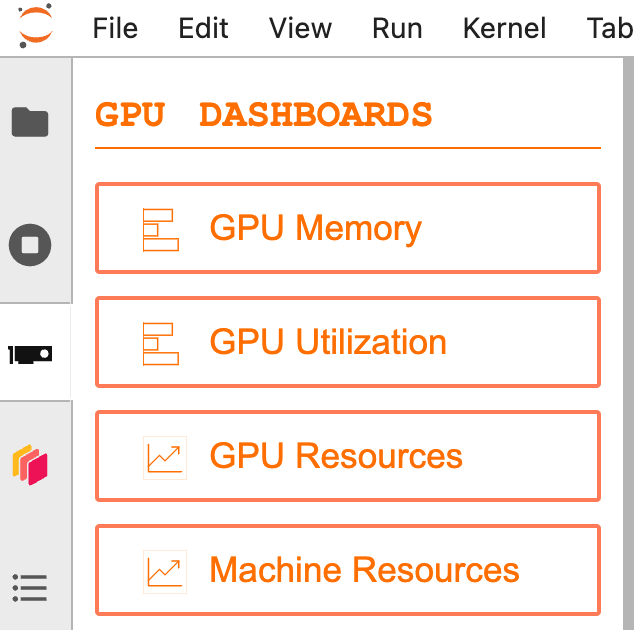 File Edit View Run Kernel Tab
GPU DASHBOARDS
GPU Memory
GPU Utilization
GPU Resources
Machine Resources